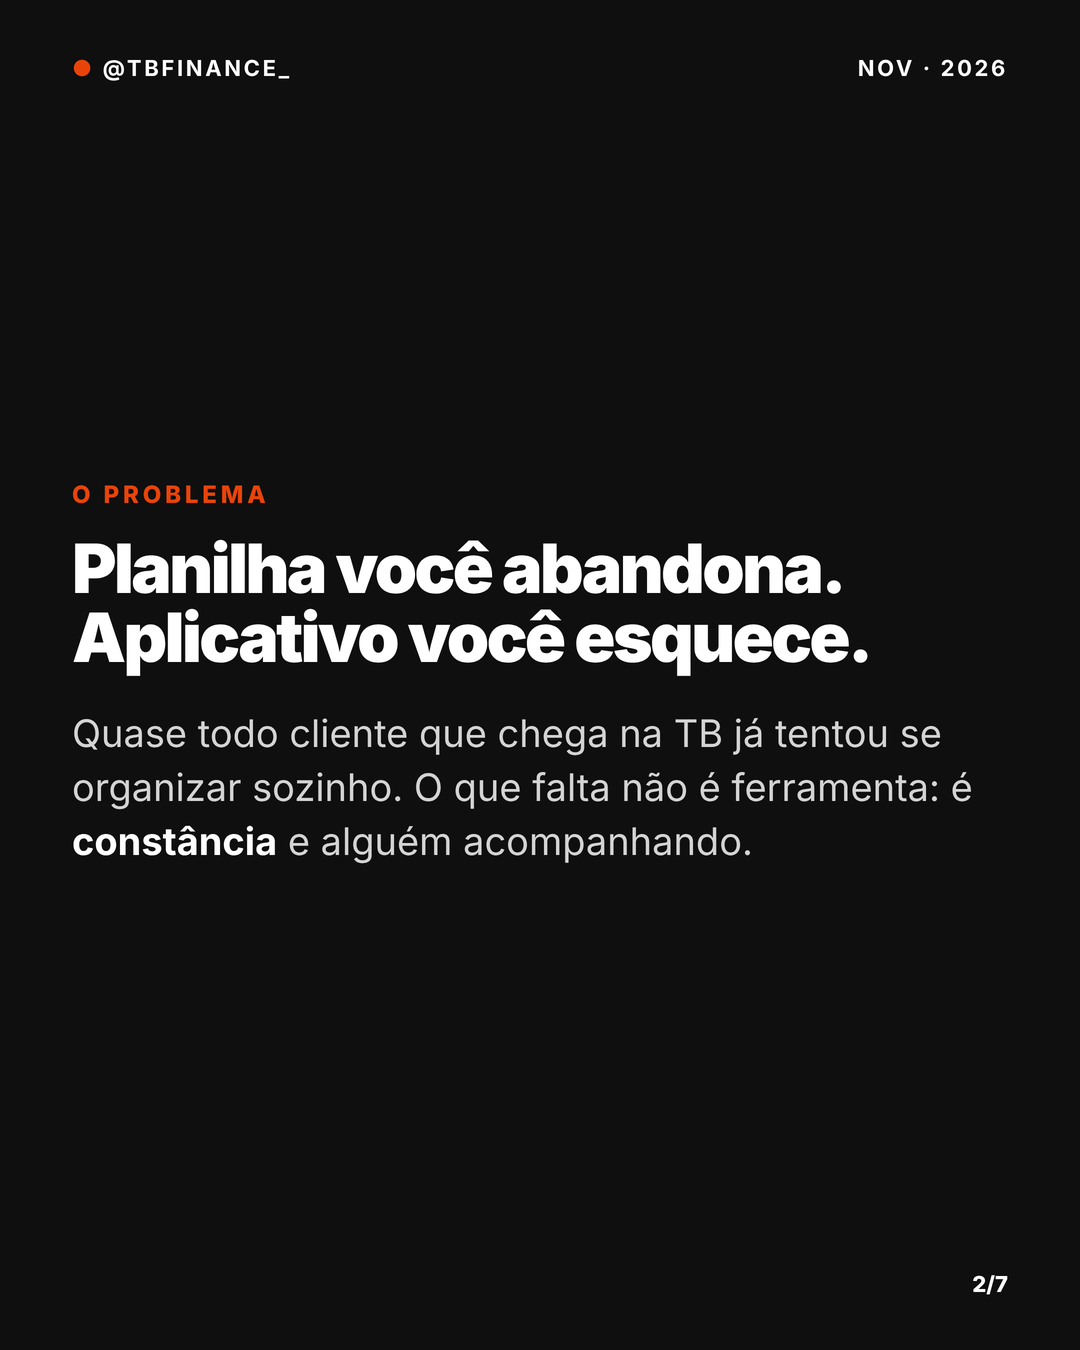 @TBFINANCE_
NOV · 2026
O PROBLEMA
Planilha você abandona.
Aplicativo você esquece.
Quase todo cliente que chega na TB já tentou se
organizar sozinho. O que falta não é ferramenta: é
constância e alguém acompanhando.
2/7